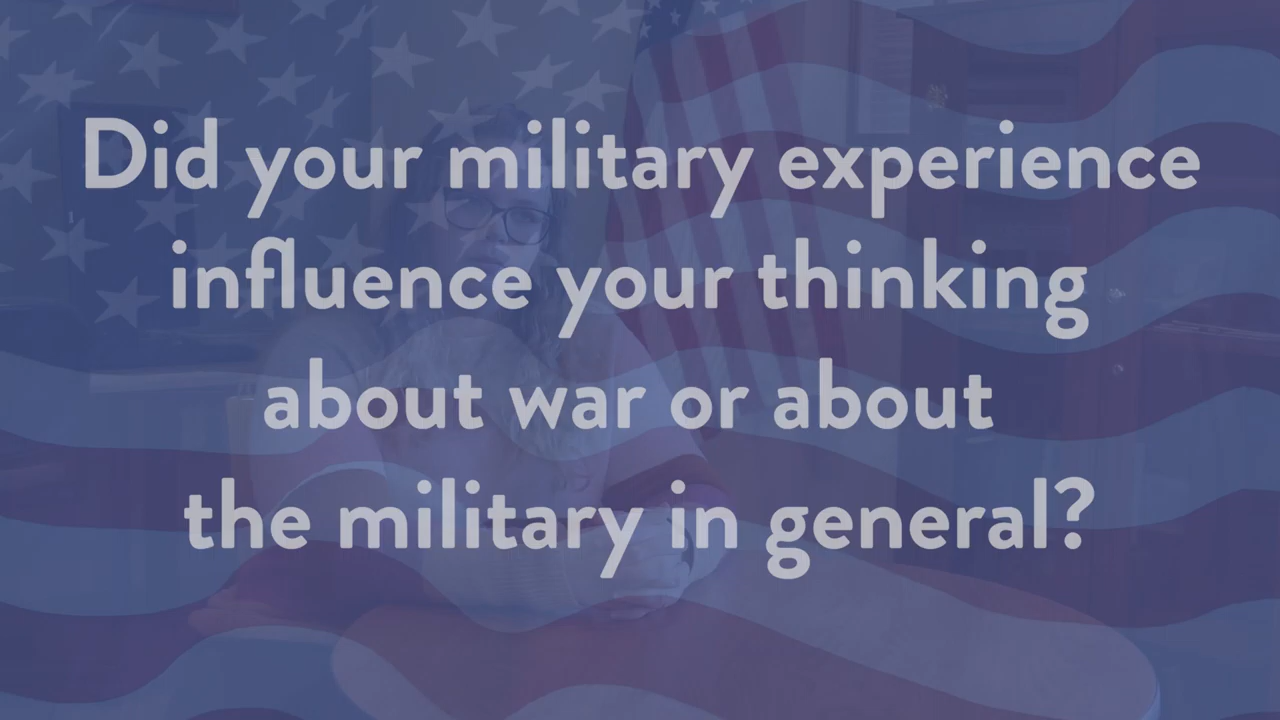 Did your military experience
influence your thinking
about war or about
the military in general?